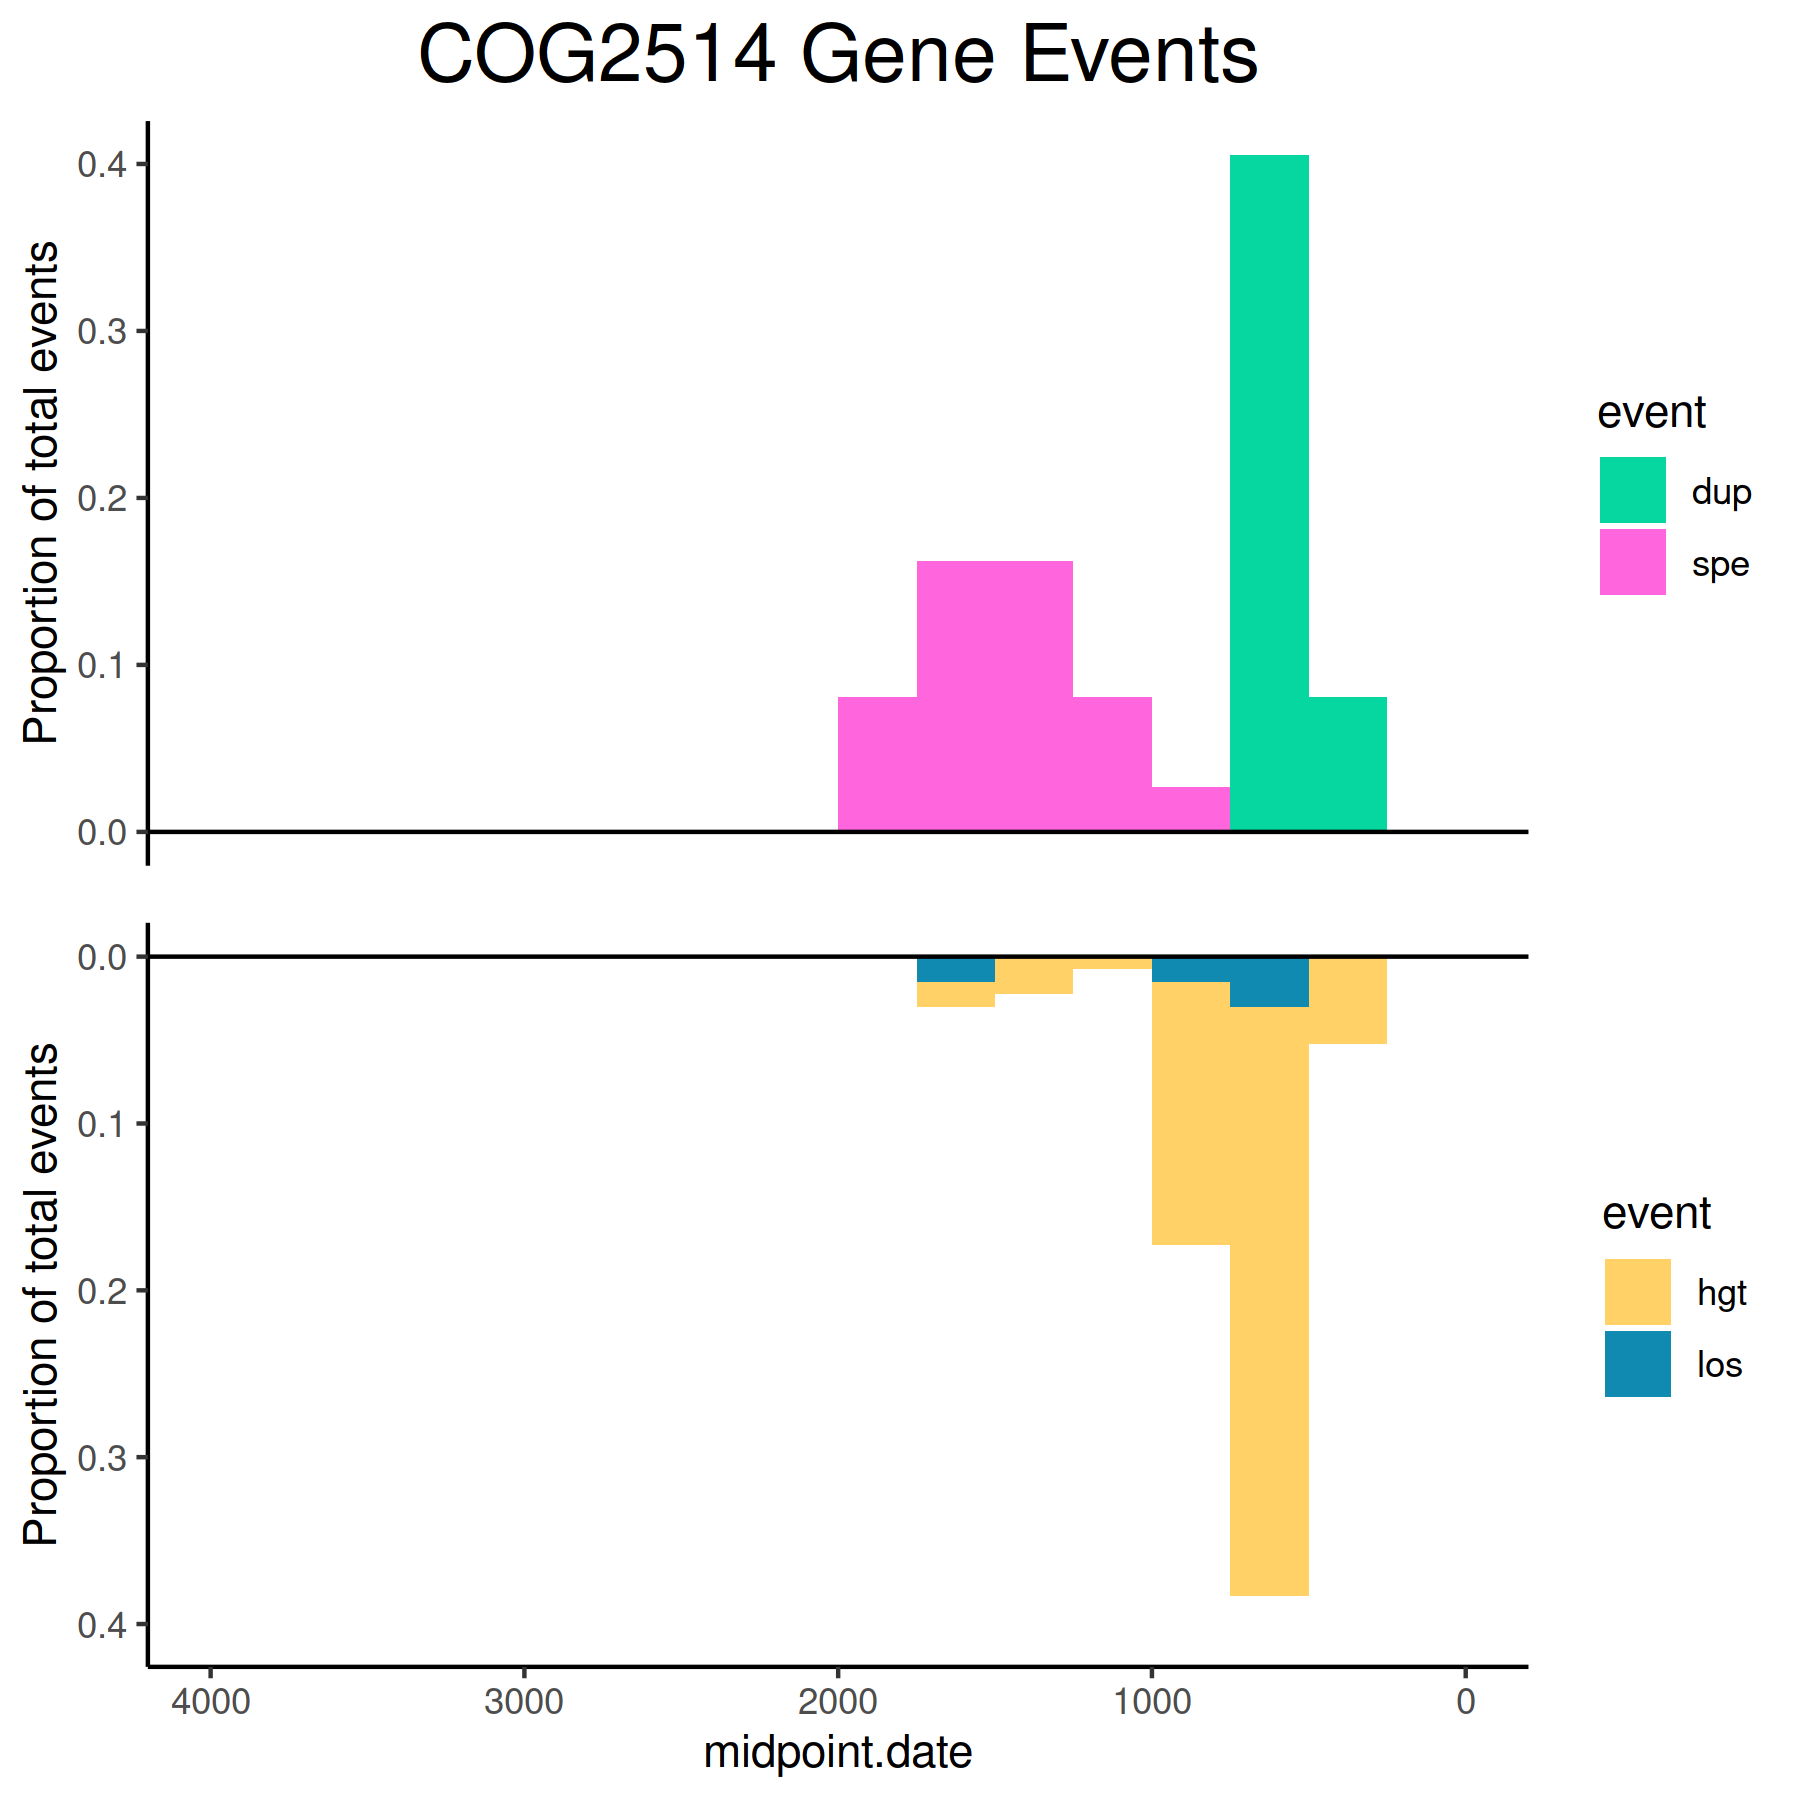 COG2514 Gene Events
Proportion of total events
0.4
0.3
0.2
0.1
0.0
event
dup
spe
Proportion of total events
0.0
0.1
0.2
0.3
0.4
event
hgt
los
4000 3000 2000 1000 0
midpoint.date